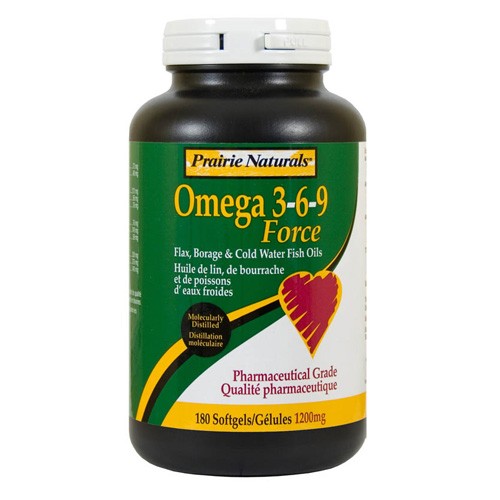 Prairie Naturals®
Omega 3-6-9
Force
Flax, Borage & Cold Water Fish Oils
Huile de lin, de bourrache
et de poissons
d'eaux froides
Molecularly
Distilled
Distillation
moléculaire
Pharmaceutical Grade
Qualité pharmaceutique
180 Softgels/Gélules 1200mg